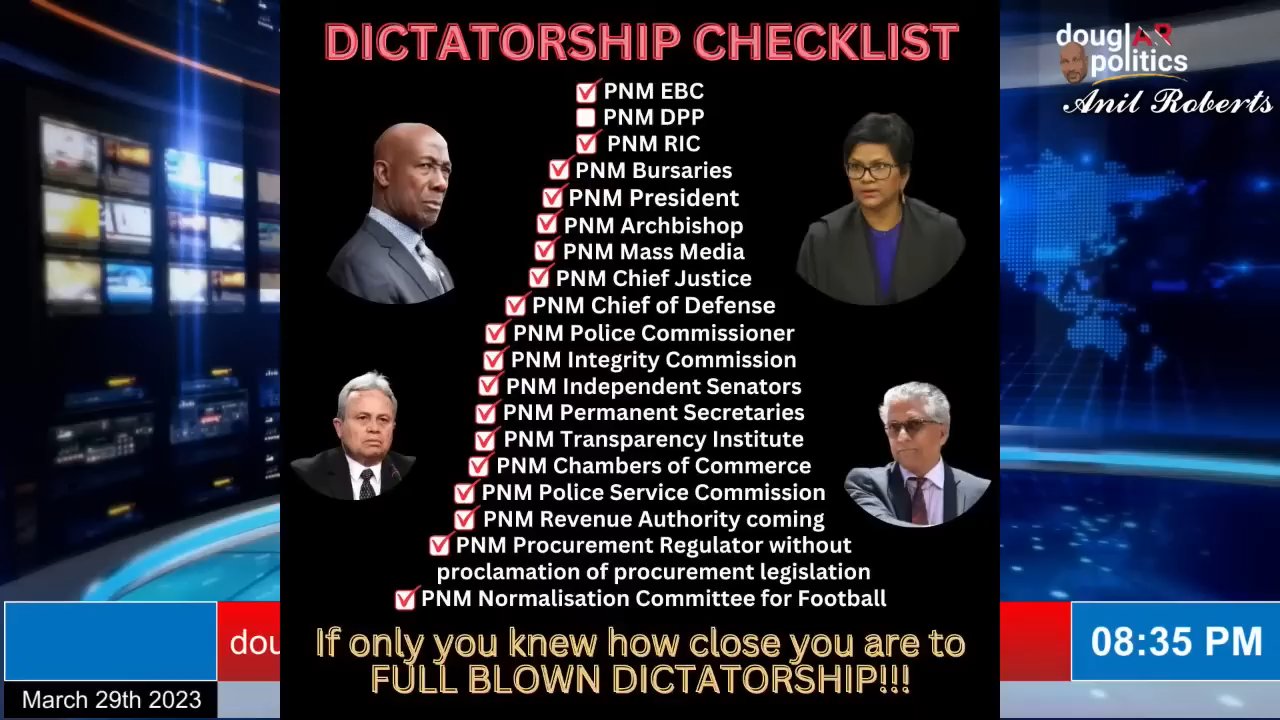 DICTATORSHIP CHECKLIST
PNM EBC
PNM DPP
PNM RIC
PNM Bursaries
PNM President
PNM Archbishop
PNM Mass Media
PNM Chief Justice
PNM Chief of Defense
PNM Police Commissioner
PNM Integrity Commission
PNM Independent Senators
PNM Permanent Secretaries
PNM Transparency Institute
PNM Chambers of Commerce
PNM Police Service Commission
PNM Revenue Authority coming
PNM Procurement Regulator without
proclamation of procurement legislation
PNM Normalisation Committee for Football
If only you knew how close you are to
FULL BLOWN DICTATORSHIP!!!
douglAR
politics
Anil Roberts
dou
08:35 PM
March 29th 2023